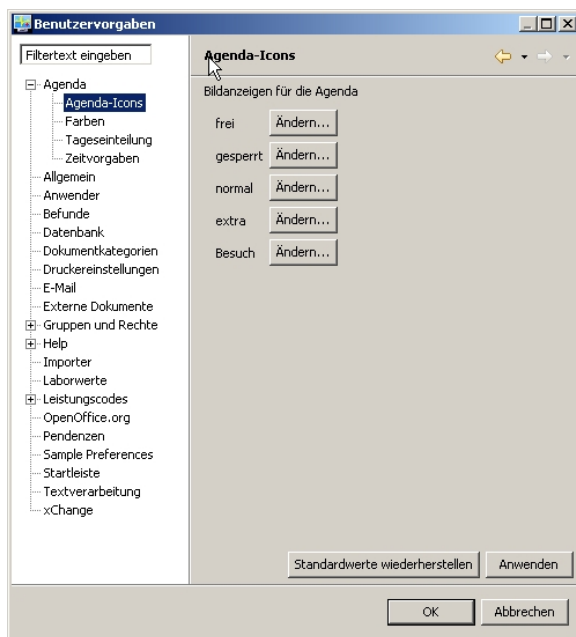 Benutzervorgaben
Filtertext eingeben
Agenda
Agenda-Icons
Farben
Tageseinteilung
Zeitvorgaben
Allgemein
Anwender
Befunde
Datenbank
Dokumentkategorien
Druckereinstellungen
E-Mail
Externe Dokumente
Gruppen und Rechte
Help
Importer
Laborwerte
Leistungscodes
OpenOffice.org
Pendenzen
Sample Preferences
Startleiste
Textverarbeitung
xChange
Agenda-Icons
Bildanzeigen für die Agenda
frei Ändern...
gesperrt Ändern...
normal Ändern...
extra Ändern...
Besuch Ändern...
Standardwerte wiederherstellen Anwenden
OK Abbrechen